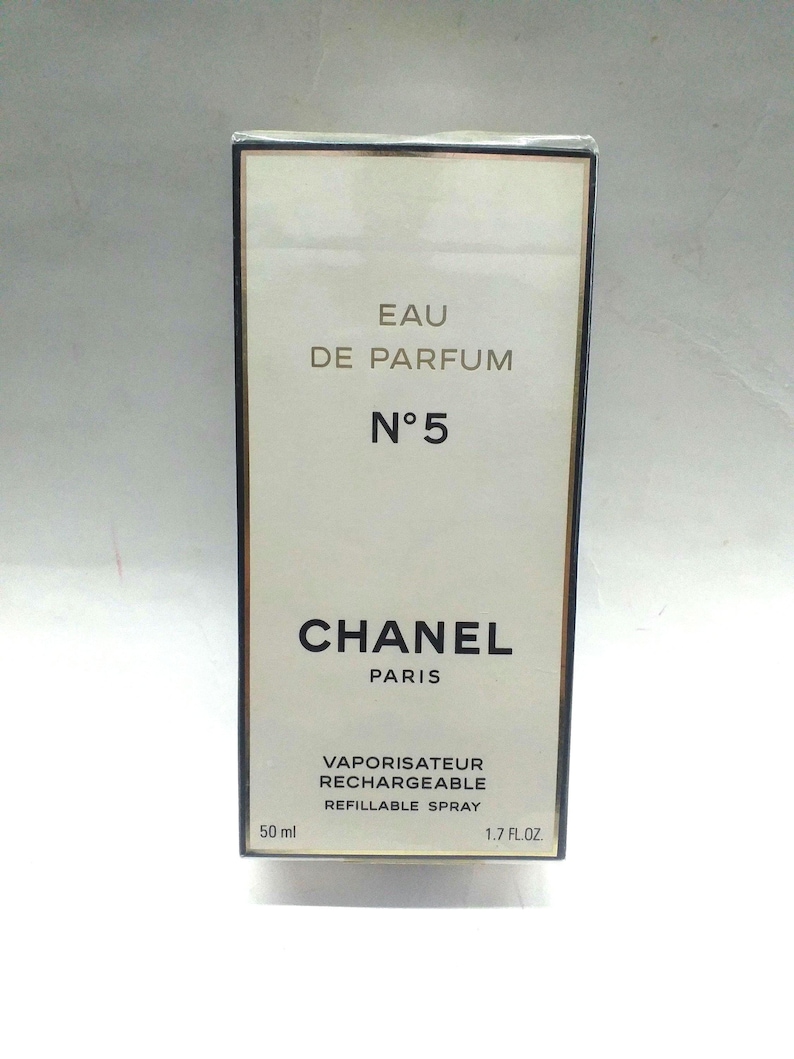 EAU
DE PARFUM
N° 5
CHANEL
PARIS
VAPORISATEUR
RECHARGEABLE
REFILLABLE SPRAY
50 ml 1.7 FL.OZ.